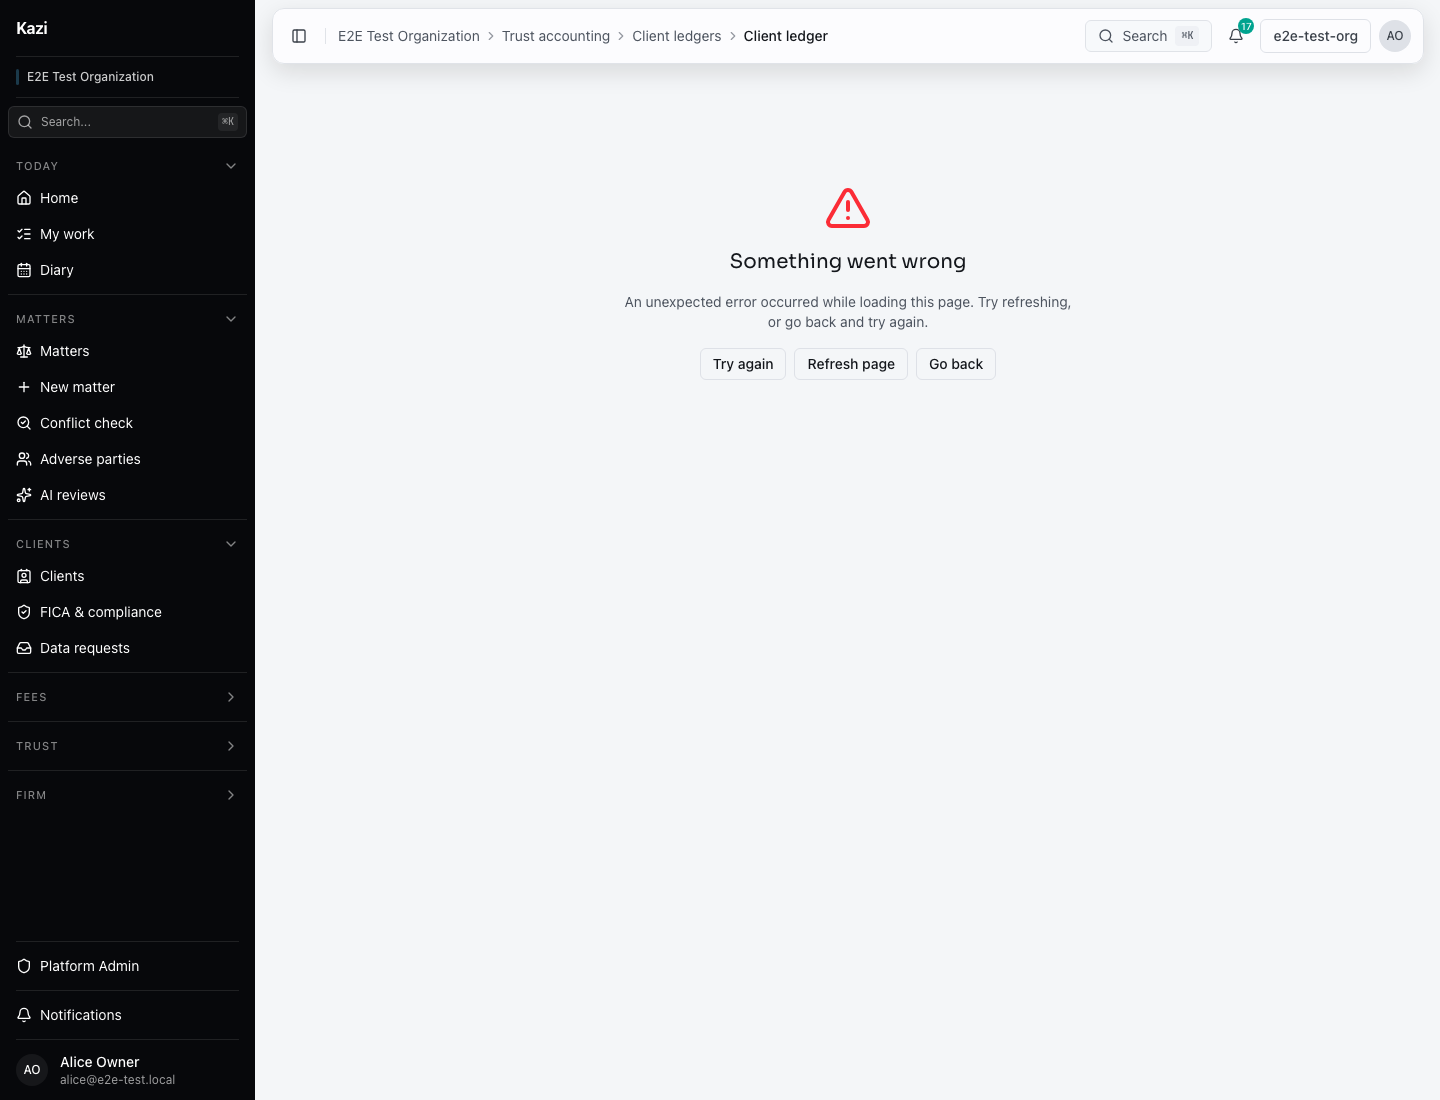 Kazi
E2E Test Organization
Search...
⌘K
TODAY
Home
My work
Diary
MATTERS
Matters
New matter
Conflict check
Adverse parties
AI reviews
CLIENTS
Clients
FICA & compliance
Data requests
FEES
TRUST
FIRM
Platform Admin
Notifications
AO
Alice Owner
alice@e2e-test.local
E2E Test Organization > Trust accounting > Client ledgers > Client ledger
Search ⌘K
17
e2e-test-org
AO
Something went wrong
An unexpected error occurred while loading this page. Try refreshing,
or go back and try again.
Try again
Refresh page
Go back